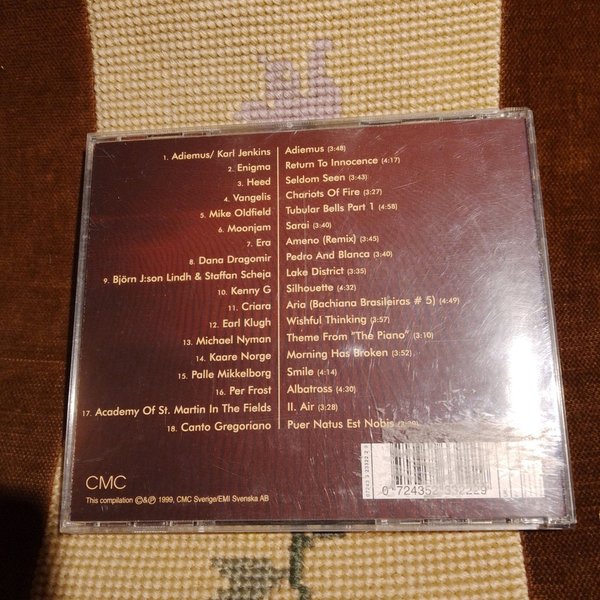 1. Adiemus/ Karl Jenkins Adiemus (3:48)
2. Enigma Return To Innocence (4:17)
3. Heed Seldom Seen (3:43)
4. Vangelis Chariots Of Fire (3:27)
5. Mike Oldfield Tubular Bells Part 1 (4:58)
6. Moonjam Sarai (3:40)
7. Era Ameno (Remix) (3:45)
8. Dana Dragomir Pedro And Blanca (3:40)
9. Björn J:son Lindh & Staffan Scheja Lake District (3:35)
10. Kenny G Silhouette (4:32)
11. Criara Aria (Bachiana Brasileiras # 5) (4:49)
12. Earl Klugh Wishful Thinking (3:57)
13. Michael Nyman Theme From "The Piano" (3:10)
14. Kaare Norge Morning Has Broken (3:52)
15. Palle Mikkelborg Smile (4:14)
16. Per Frost Albatross (4:30)
17. Academy Of St. Martin In The Fields II. Air (3:28)
18. Canto Gregoriano Puer Natus Est Nobis
CMC
This compilation ©&℗ 1999, CMC Sverige/EMI Svenska AB
0 724352